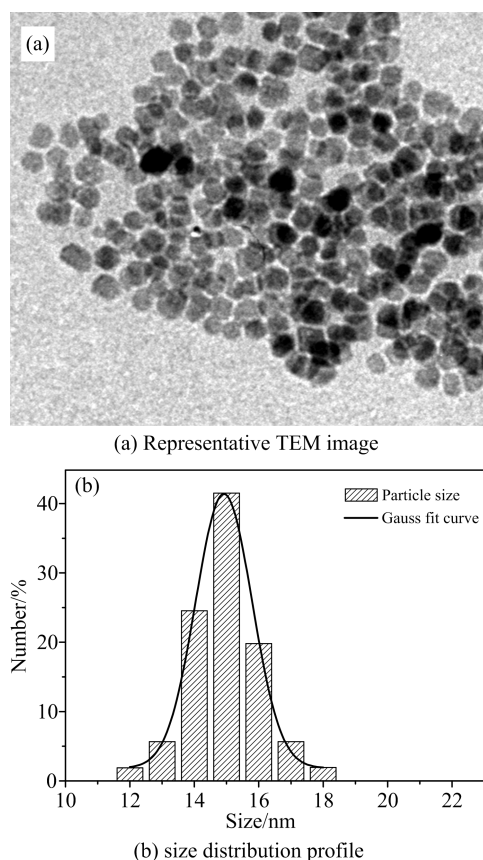 (a)
(a) Representative TEM image
(b)
Particle size
Gauss fit curve
Number/%
40
30
20
10
0
10 12 14 16 18 20 22
Size/nm
(b) size distribution profile